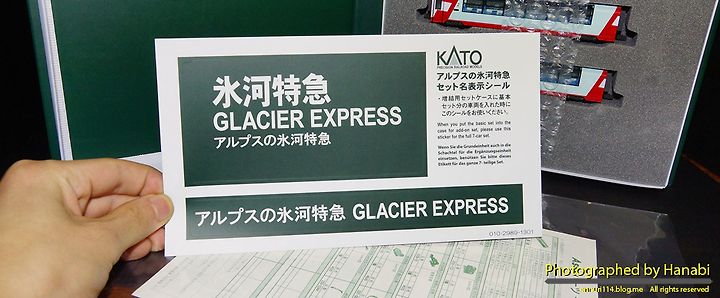 氷河特急
GLACIER EXPRESS
アルプスの氷河特急
KATO
PRECISION RAILROAD MODELS
アルプスの氷河特急
セット名表示シール
・増結用セットケースに基本
セット分の車両を入れた時に
このシールをお使いください。
When you put the basic set into the
case for add-on set, please use this
sticker for the full 7-car set.
Wenn Sie die Grundeinheit auch in die
Schachtel für die Ergänzungseinheit
einsetzen, benützen Sie bitte dieses
Etikett für das ganze 7- teilige Set.
アルプスの氷河特急 GLACIER EXPRESS
010-2989-1301
Photographed by Hanabi
All rights reserved